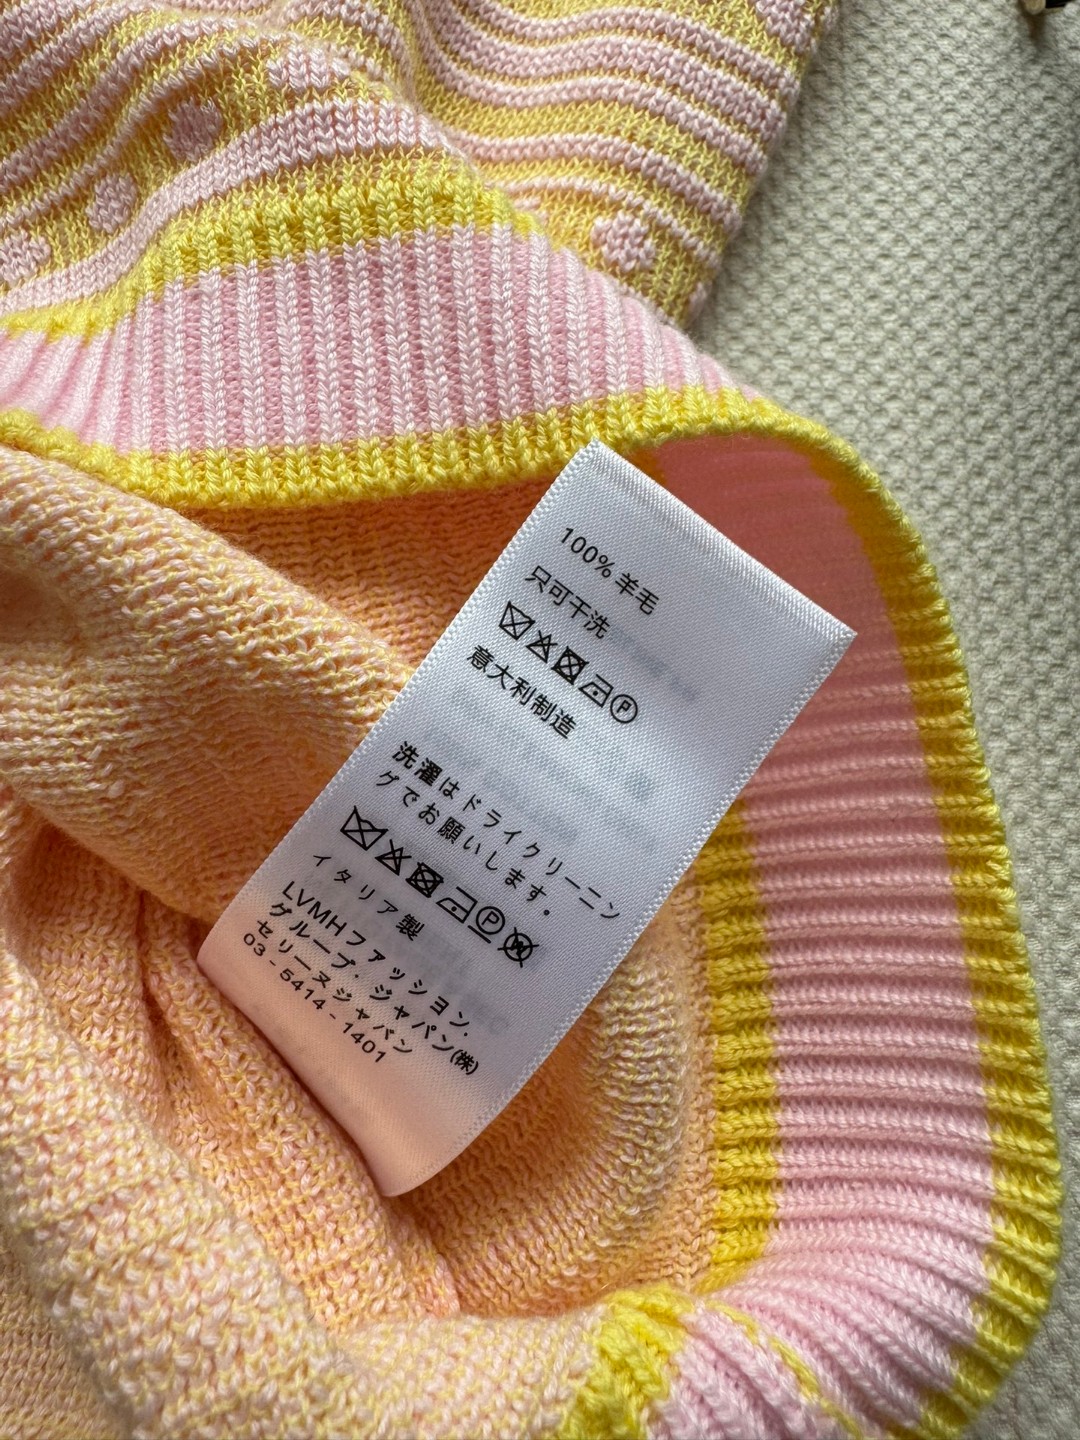 100% 羊毛
只可干洗
P
意大利制造
洗濯はドライクリーニン
グでお願いします。
P W
イタリア製
LVMHファッション.
グループ・ジャパン(株)
セリーヌジャパン
03-5414-1401